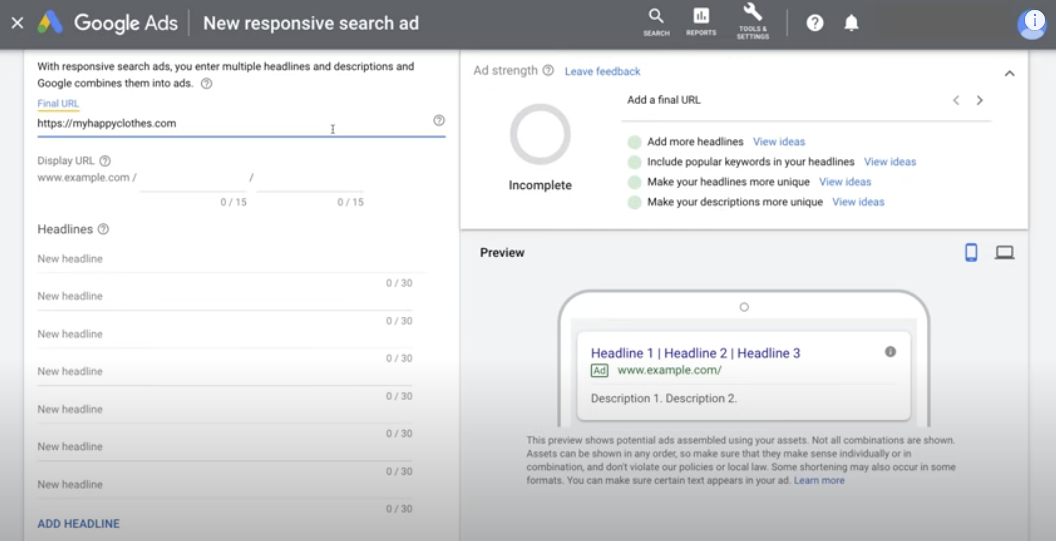 Google Ads
New responsive search ad
SEARCH
REPORTS
TOOLS &
SETTINGS
With responsive search ads, you enter multiple headlines and descriptions and
Google combines them into ads.
Final URL
https://myhappyclothes.com
Display URL
www.example.com /
/
0 / 15
0 / 15
Headlines
New headline
0 / 30
New headline
0 / 30
New headline
0 / 30
New headline
0 / 30
New headline
0 / 30
New headline
0 / 30
New headline
0 / 30
ADD HEADLINE
Ad strength
Leave feedback
Incomplete
Add a final URL
Add more headlines View ideas
Include popular keywords in your headlines View ideas
Make your headlines more unique View ideas
Make your descriptions more unique View ideas
Preview
Headline 1 | Headline 2 | Headline 3
Ad www.example.com/
Description 1. Description 2.
This preview shows potential ads assembled using your assets. Not all combinations are shown.
Assets can be shown in any order, so make sure that they make sense individually or in
combination, and don't violate our policies or local law. Some shortening may also occur in some
formats. You can make sure certain text appears in your ad. Learn more